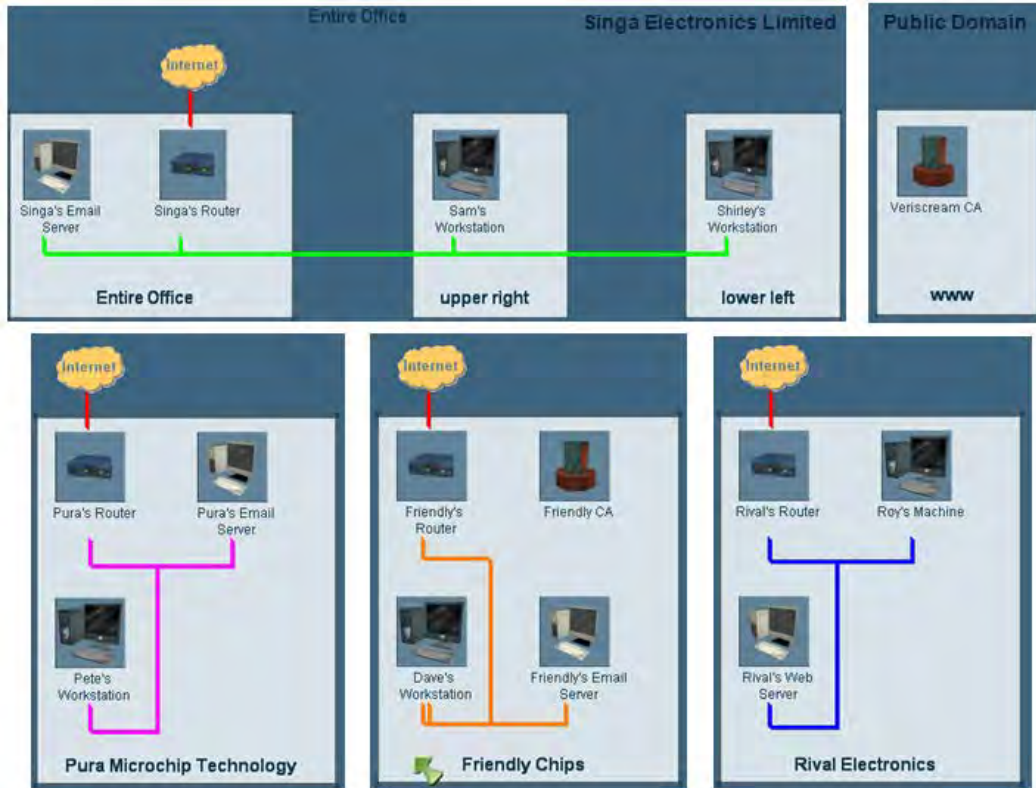 Entire Office
Singa Electronics Limited
Public Domain
Internet
Singa's Email
Server
Singa's Router
Sam's
Workstation
Shirley's
Workstation
Veriscream CA
Entire Office
upper right
lower left
www
Internet
Internet
Internet
Pura's Router
Pura's Email
Server
Friendly's
Router
Friendly CA
Rival's Router
Roy's Machine
Pete's
Workstation
Dave's
Workstation
Friendly's Email
Server
Rival's Web
Server
Pura Microchip Technology
Friendly Chips
Rival Electronics